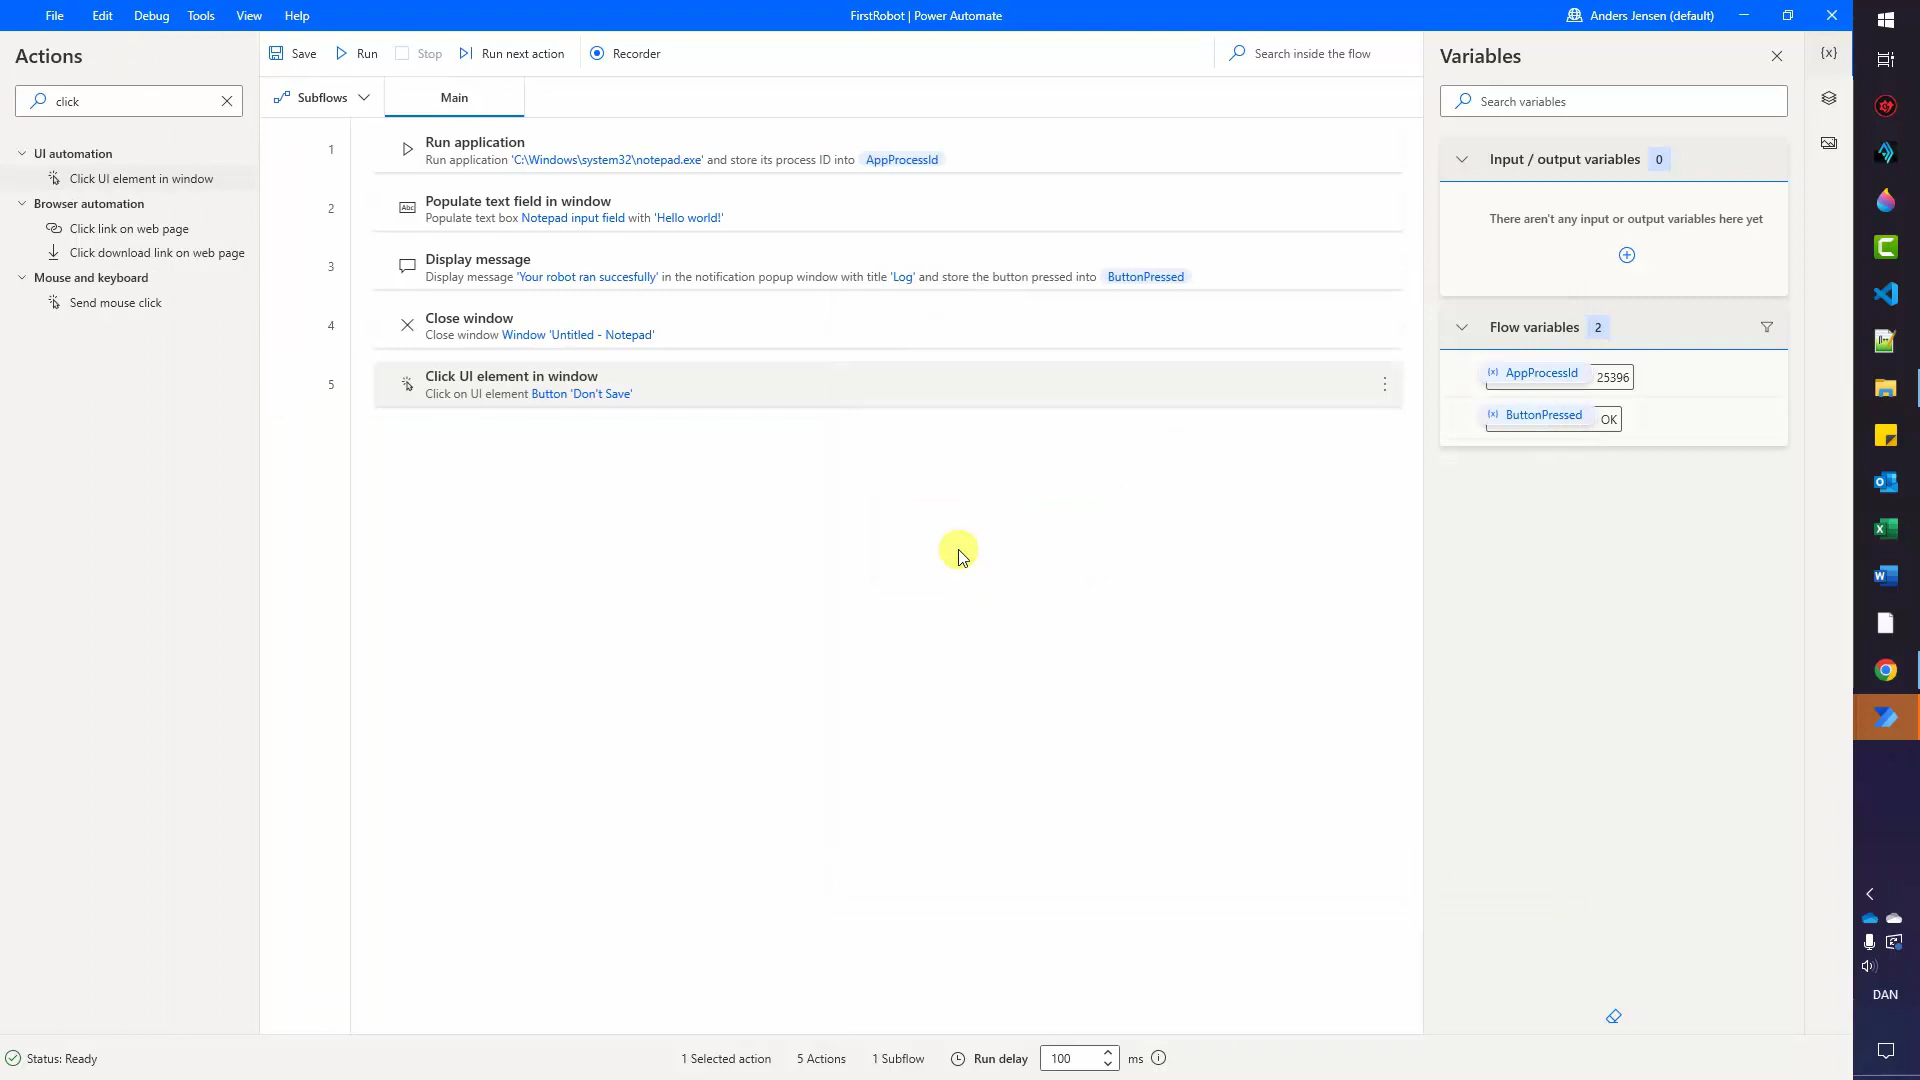 File Edit Debug Tools View Help
FirstRobot | Power Automate
Anders Jensen (default)
Actions
click
UI automation
Click UI element in window
Browser automation
Click link on web page
Click download link on web page
Mouse and keyboard
Send mouse click
Save Run Stop Run next action Recorder
Search inside the flow
Subflows Main
1 Run application
Run application 'C:\Windows\system32\notepad.exe' and store its process ID into AppProcessId
2 Populate text field in window
Abc
Populate text box Notepad input field with 'Hello world!'
3 Display message
Display message 'Your robot ran succesfully' in the notification popup window with title 'Log' and store the button pressed into ButtonPressed
4 Close window
Close window Window 'Untitled - Notepad'
5 Click UI element in window
Click on UI element Button 'Don't Save'
Variables
{x}
Search variables
Input / output variables 0
There aren't any input or output variables here yet
Flow variables 2
(x) AppProcessId 25396
(x) ButtonPressed OK
DAN
Status: Ready
1 Selected action 5 Actions 1 Subflow Run delay 100 ms